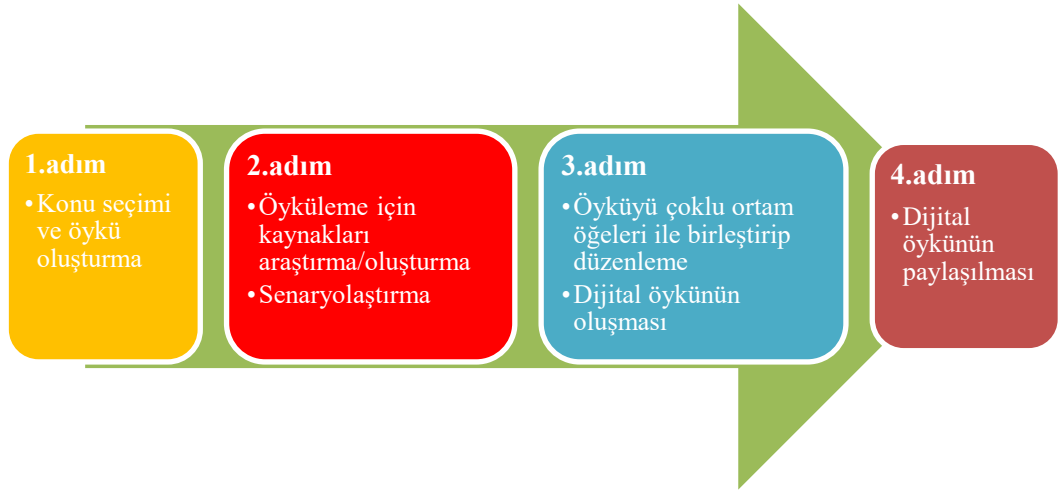 1.adım
•Konu seçimi
ve öykü
oluşturma
2.adım
•Öyküleme için
kaynakları
araştırma/oluşturma
•Senaryolaştırma
3.adım
•Öyküyü çoklu ortam
öğeleri ile birleştirip
düzenleme
•Dijital öykünün
oluşması
4.adım
•Dijital
öykünün
paylaşılması